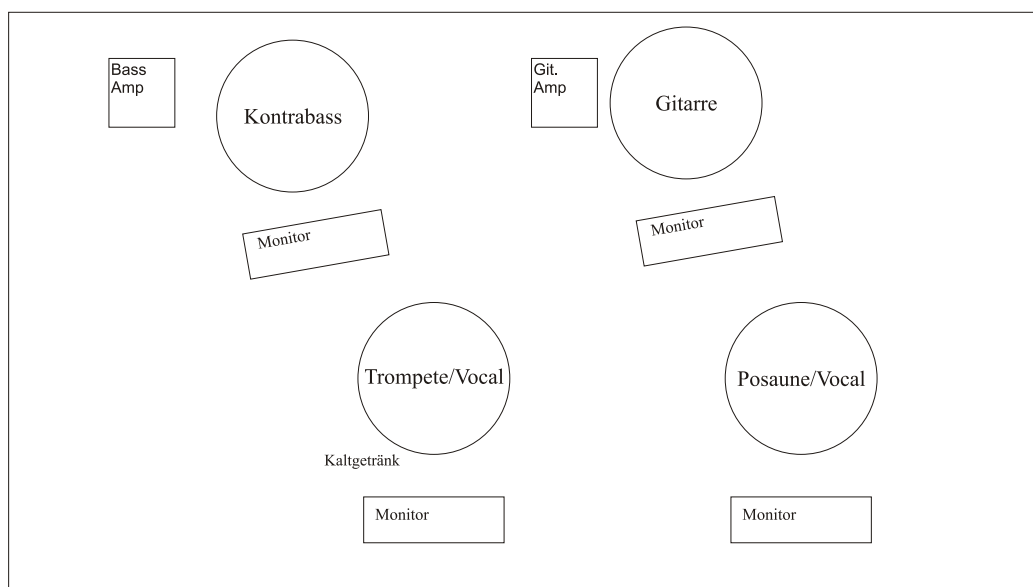 Bass
Amp
Kontrabass
Git.
Amp
Gitarre
Monitor
Monitor
Trompete/Vocal
Posaune/Vocal
Kaltgetränk
Monitor
Monitor